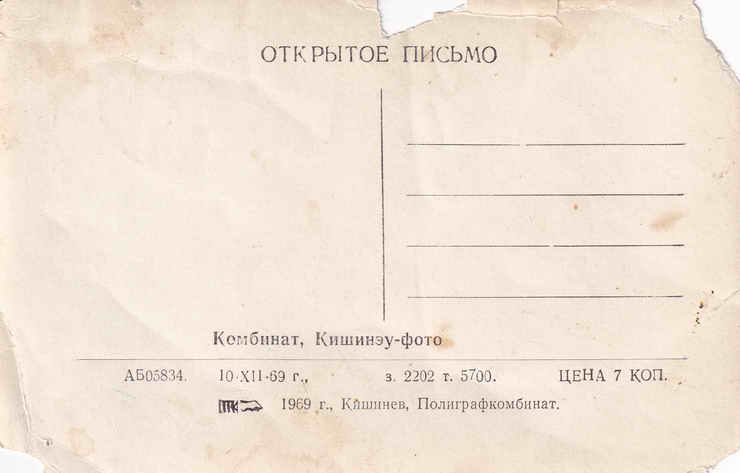 ОТКРЫТОЕ ПИСЬМО
Комбинат, Кишинэу-фото
АБ05834. 10-XII-69 г., з. 2202 т. 5700. ЦЕНА 7 КОП.
1969 г., Кишинев, Полиграфкомбинат.